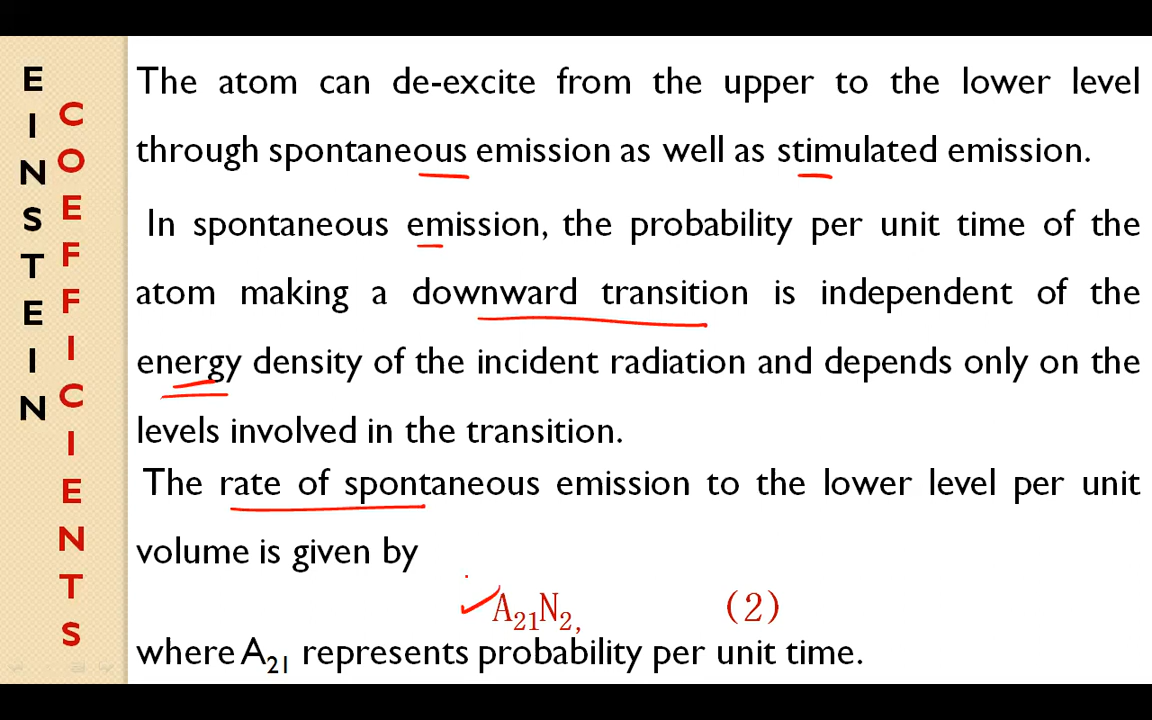 EINSTEIN
COEFFICIENTS
The atom can de-excite from the upper to the lower level
through spontaneous emission as well as stimulated emission.
In spontaneous emission, the probability per unit time of the
atom making a downward transition is independent of the
energy density of the incident radiation and depends only on the
levels involved in the transition.
The rate of spontaneous emission to the lower level per unit
volume is given by
A₂₁N₂, (2)
where A₂₁ represents probability per unit time.